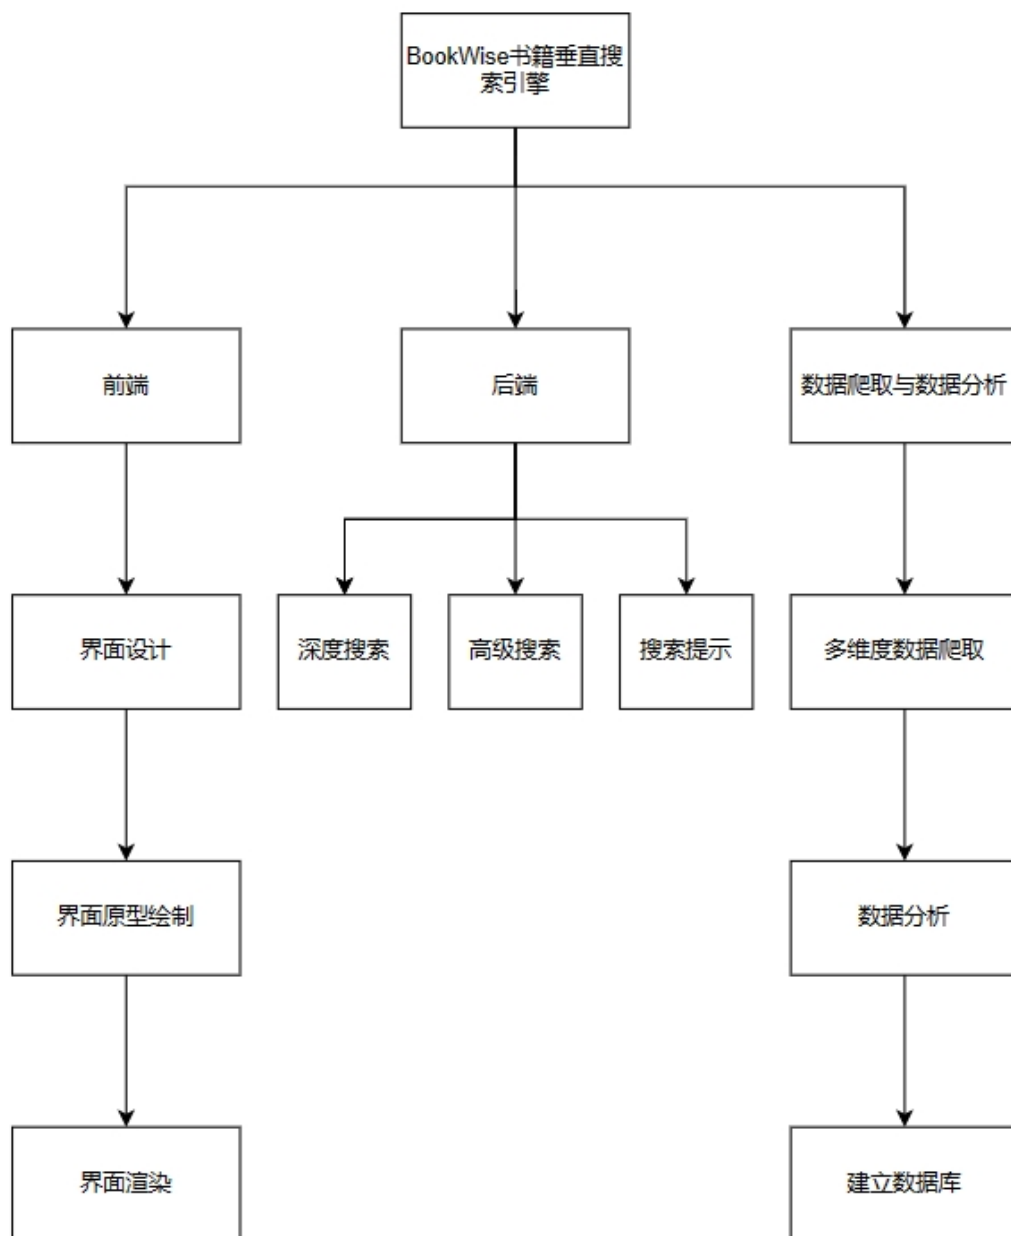 BookWise书籍垂直搜
索引擎
前端
后端
数据爬取与数据分析
界面设计
深度搜索
高级搜索
搜索提示
多维度数据爬取
界面原型绘制
数据分析
界面渲染
建立数据库